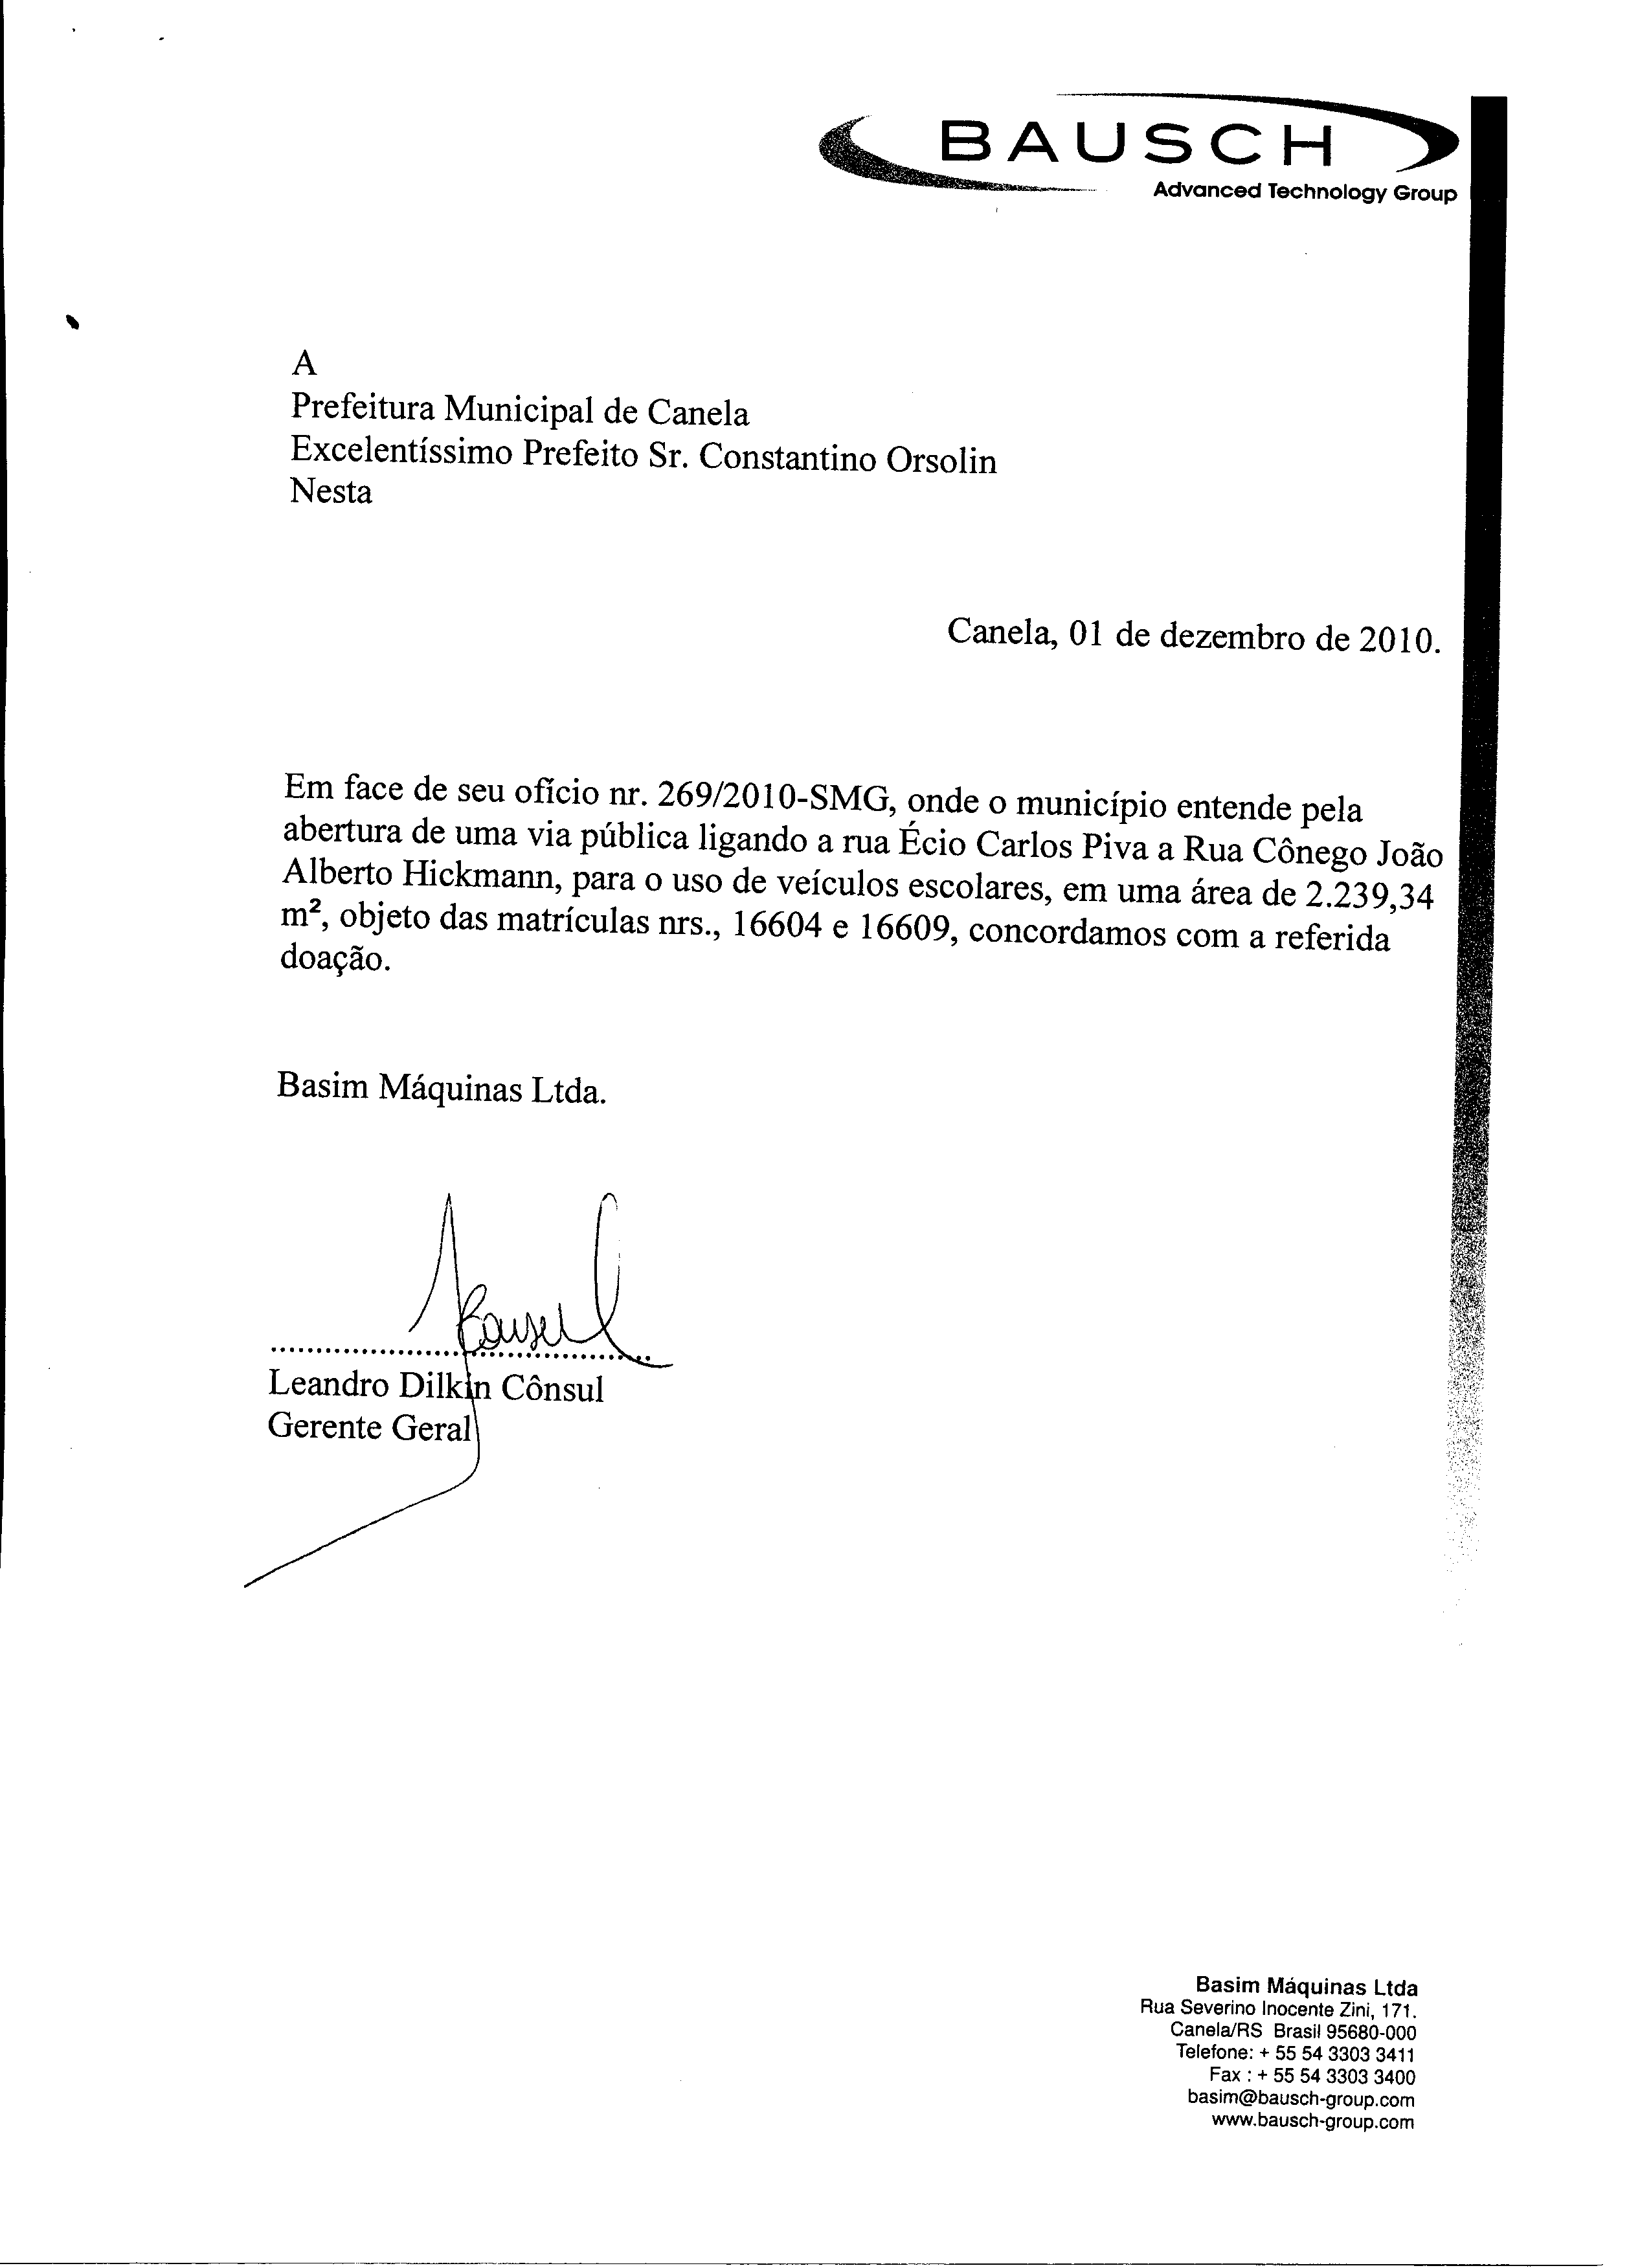 BAUSCH
Advanced Technology Group
A
Prefeitura Municipal de Canela
Excelentíssimo Prefeito Sr. Constantino Orsolin
Nesta
Canela, 01 de dezembro de 2010.
Em face de seu ofício nr. 269/2010-SMG, onde o município entende pela
abertura de uma via pública ligando a rua Écio Carlos Piva a Rua Cônego João
Alberto Hickmann, para o uso de veículos escolares, em uma área de 2.239,34
m², objeto das matrículas nrs., 16604 e 16609, concordamos com a referida
doação.
Basim Máquinas Ltda.
Leandro Dilkin Cônsul
Gerente Geral
Basim Máquinas Ltda
Rua Severino Inocente Zini, 171.
Canela/RS Brasil 95680-000
Telefone: + 55 54 3303 3411
Fax : + 55 54 3303 3400
basim@bausch-group.com
www.bausch-group.com